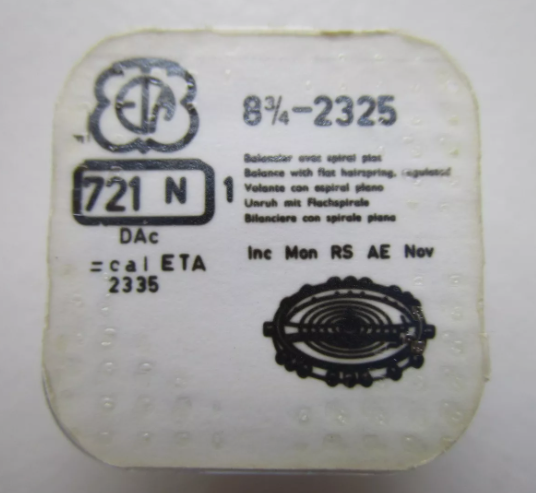 ETA
8¾-2325
721 N 1
DAc
= cal ETA
2335
Balancier avec spiral plat
Balance with flat hairspring, regulated
Volante con espiral plano
Unruh mit Flachspirale
Bilanciere con spirale piano
Inc Mon RS AE Nov